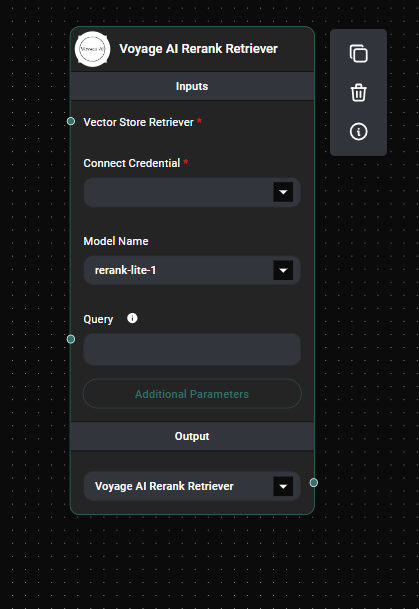 Voyage AI
Voyage AI Rerank Retriever
Inputs
Vector Store Retriever *
Connect Credential *
Model Name
rerank-lite-1
Query
Additional Parameters
Output
Voyage AI Rerank Retriever